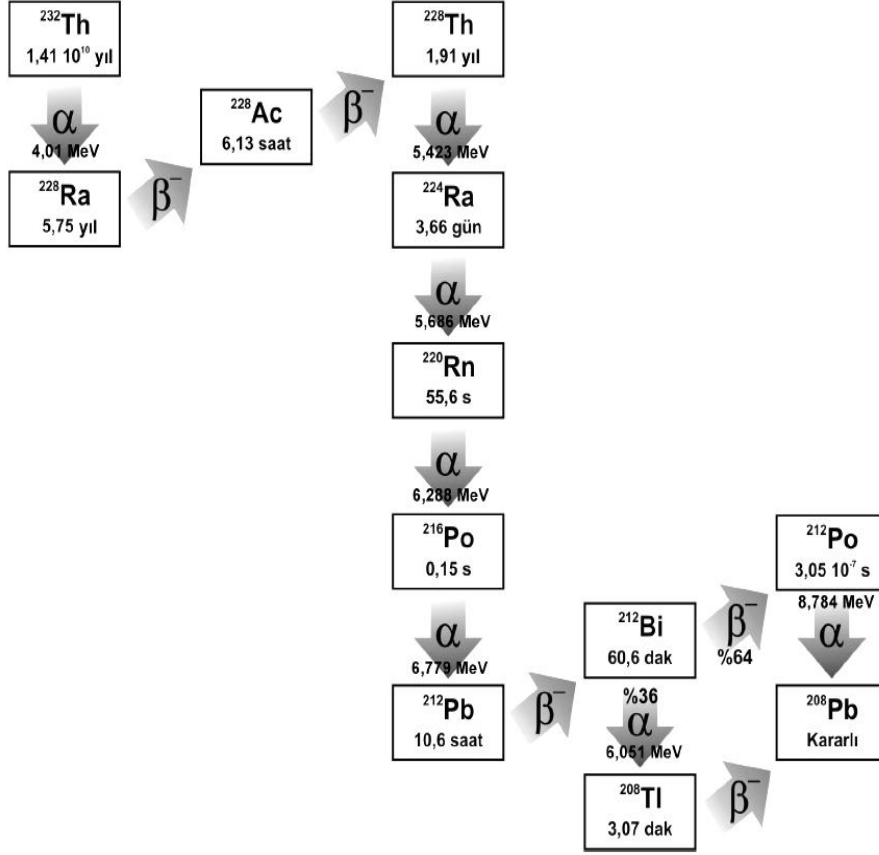 ²³²Th
1,41 10¹⁰ yıl
α
4,01 MeV
²²⁸Ra
5,75 yıl
β⁻
²²⁸Ac
6,13 saat
β⁻
²²⁸Th
1,91 yıl
α
5,423 MeV
²²⁴Ra
3,66 gün
α
5,686 MeV
²²⁰Rn
55,6 s
α
6,288 MeV
²¹⁶Po
0,15 s
α
6,779 MeV
²¹²Pb
10,6 saat
β⁻
²¹²Bi
60,6 dak
β⁻
%64
²¹²Po
3,05 10⁻⁷ s
8,784 MeV
α
²⁰⁸Pb
Kararlı
%36
α
6,051 MeV
²⁰⁸Tl
3,07 dak
β⁻